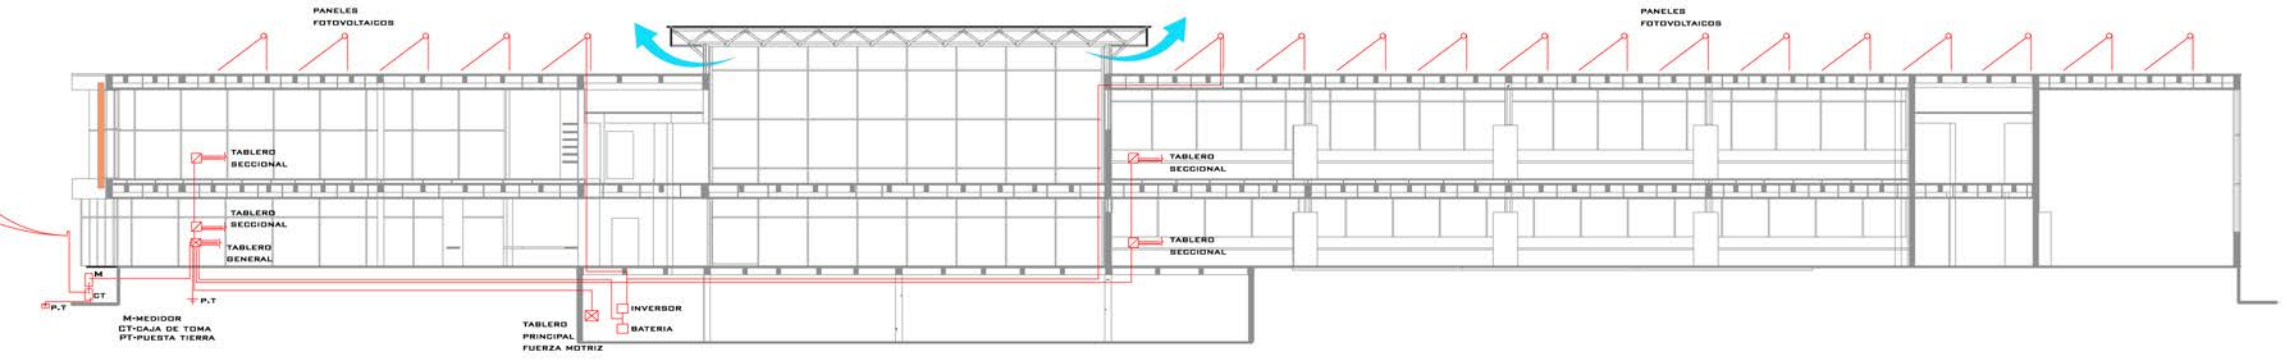 PANELES
FOTOVOLTAICOS
PANELES
FOTOVOLTAICOS
TABLERO
SECCIONAL
TABLERO
SECCIONAL
TABLERO
SECCIONAL
TABLERO
GENERAL
TABLERO
SECCIONAL
M
CT
P.T
P.T
M-MEDIDOR
CT-CAJA DE TOMA
PT-PUESTA TIERRA
INVERSOR
BATERIA
TABLERO
PRINCIPAL
FUERZA MOTRIZ